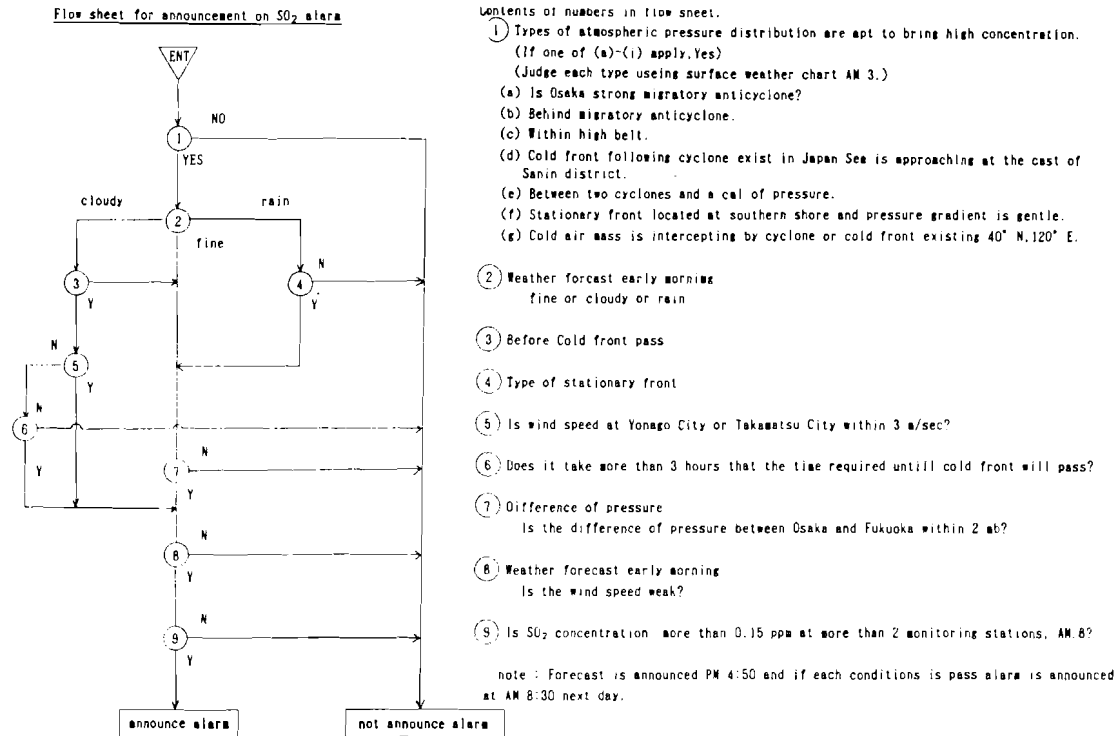 Flow sheet for announcement on SO2 alarm
ENT
NO
1
YES
cloudy
rain
2
fine
N
3
4
Y
Y
N
5
Y
N
6
N
Y
7
Y
N
8
Y
N
9
Y
announce alarm
not announce alarm
Contents of numbers in flow sheet.
1 Types of atmospheric pressure distribution are apt to bring high concentration.
(If one of (a)-(i) apply, Yes)
(Judge each type useing surface weather chart AM 3.)
(a) Is Osaka strong migratory anticyclone?
(b) Behind migratory anticyclone.
(c) Within high belt.
(d) Cold front following cyclone exist in Japan Sea is approaching at the cast of
Sanin district.
(e) Between two cyclones and a cal of pressure.
(f) Stationary front located at southern shore and pressure gradient is gentle.
(g) Cold air mass is intercepting by cyclone or cold front existing 40° N, 120° E.
2 Weather forcast early morning
fine or cloudy or rain
3 Before Cold front pass
4 Type of stationary front
5 Is wind speed at Yonago City or Takamatsu City within 3 m/sec?
6 Does it take more than 3 hours that the time required untill cold front will pass?
7 Difference of pressure
Is the difference of pressure between Osaka and Fukuoka within 2 mb?
8 Weather forecast early morning
Is the wind speed weak?
9 Is SO2 concentration more than 0.15 ppm at more than 2 monitoring stations, AM.8?
note : Forecast is announced PM 4:50 and if each conditions is pass alarm is announced
at AM 8:30 next day.